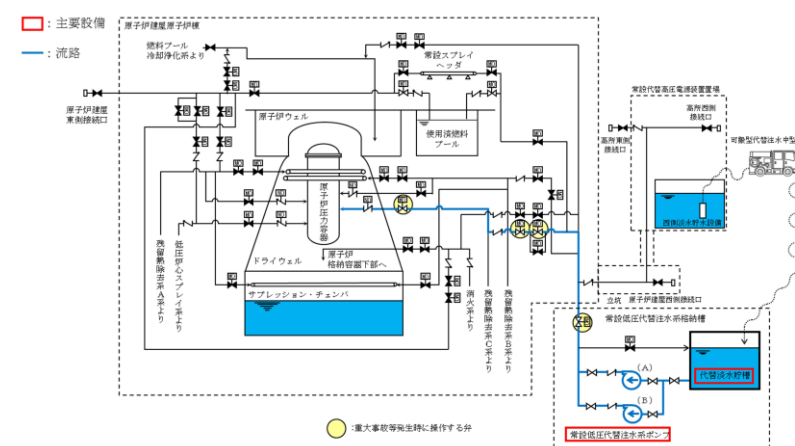 ：主要設備
：流路
原子炉建屋原子炉棟
燃料プール
冷却浄化系より
常設スプレイ
ヘッダ
原子炉建屋
東側接続口
原子炉ウェル
使用済燃料
プール
常設代替高圧電源装置置場
高所西側
接続口
高所東側
接続口
可搬型代替注水中型
西側淡水貯水設備
原子炉圧力容器
ドライウェル
原子炉
格納容器下部へ
サプレッション・チェンバ
残留熱除去系A系より
低圧炉心スプレイ系より
消火系より
残留熱除去系C系より
残留熱除去系B系より
立坑
原子炉建屋西側接続口
常設低圧代替注水系格納槽
代替淡水貯槽
(A)
(B)
常設低圧代替注水系ポンプ
：重大事故等発生時に操作する弁